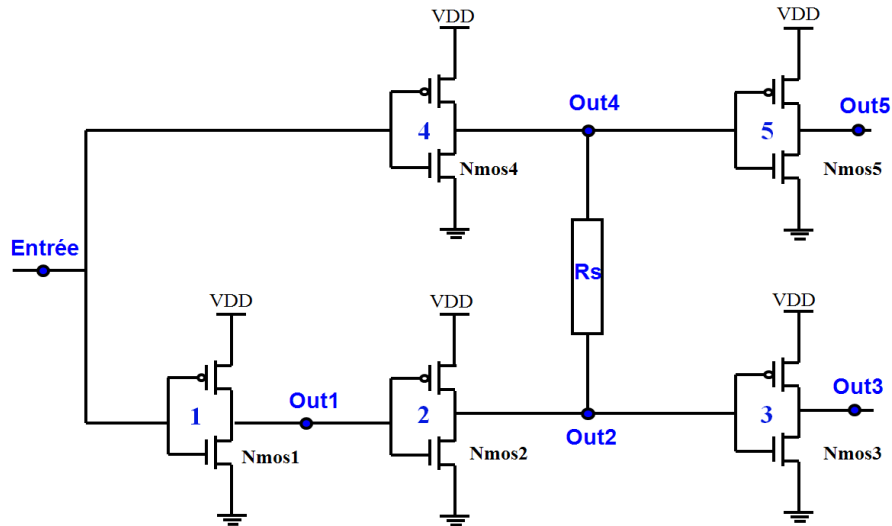 VDD
VDD
Out4
Out5
4
5
Nmos4
Nmos5
Entrée
Rs
VDD
VDD
VDD
Out1
Out3
1
2
3
Out2
Nmos1
Nmos2
Nmos3